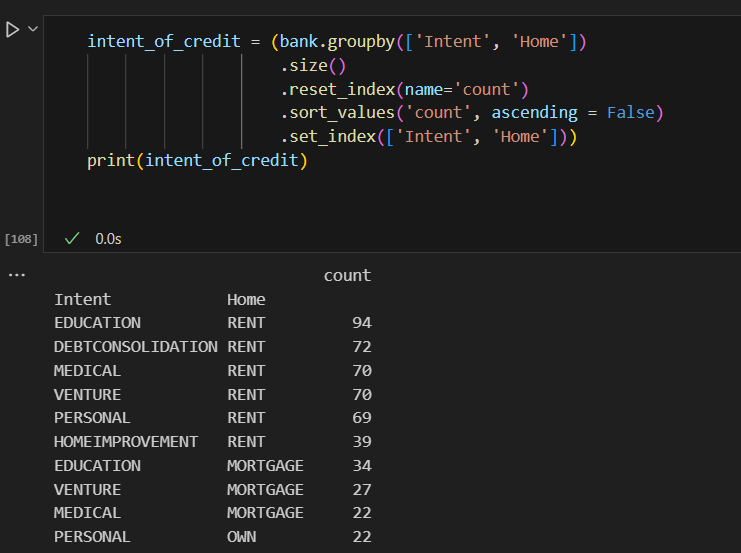 intent_of_credit = (bank.groupby(['Intent', 'Home'])
.size()
.reset_index(name='count')
.sort_values('count', ascending = False)
.set_index(['Intent', 'Home']))
print(intent_of_credit)
[108]
0.0s
count
Intent Home
EDUCATION RENT 94
DEBTCONSOLIDATION RENT 72
MEDICAL RENT 70
VENTURE RENT 70
PERSONAL RENT 69
HOMEIMPROVEMENT RENT 39
EDUCATION MORTGAGE 34
VENTURE MORTGAGE 27
MEDICAL MORTGAGE 22
PERSONAL OWN 22